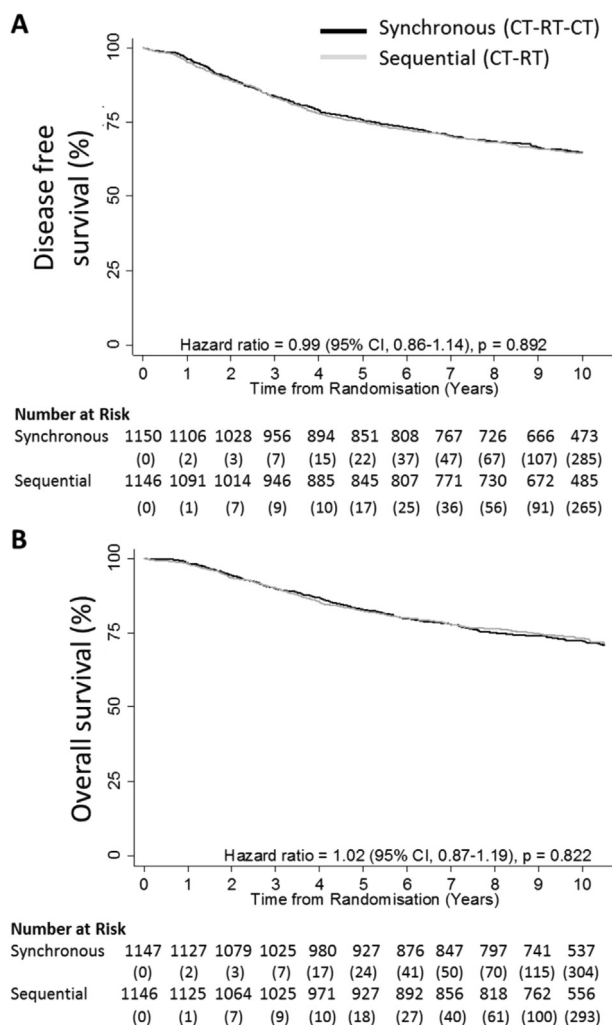 A
Synchronous (CT-RT-CT)
Sequential (CT-RT)
Disease free
survival (%)
100
75
50
25
0
Hazard ratio = 0.99 (95% CI, 0.86-1.14), p = 0.892
0 1 2 3 4 5 6 7 8 9 10
Time from Randomisation (Years)
Number at Risk
Synchronous 1150 1106 1028 956 894 851 808 767 726 666 473
(0) (2) (3) (7) (15) (22) (37) (47) (67) (107) (285)
Sequential 1146 1091 1014 946 885 845 807 771 730 672 485
(0) (1) (7) (9) (10) (17) (25) (36) (56) (91) (265)
B
Overall survival (%)
100
75
50
25
0
Hazard ratio = 1.02 (95% CI, 0.87-1.19), p = 0.822
0 1 2 3 4 5 6 7 8 9 10
Time from Randomisation (Years)
Number at Risk
Synchronous 1147 1127 1079 1025 980 927 876 847 797 741 537
(0) (2) (3) (7) (17) (24) (41) (50) (70) (115) (304)
Sequential 1146 1125 1064 1025 971 927 892 856 818 762 556
(0) (1) (7) (9) (10) (18) (27) (40) (61) (100) (293)